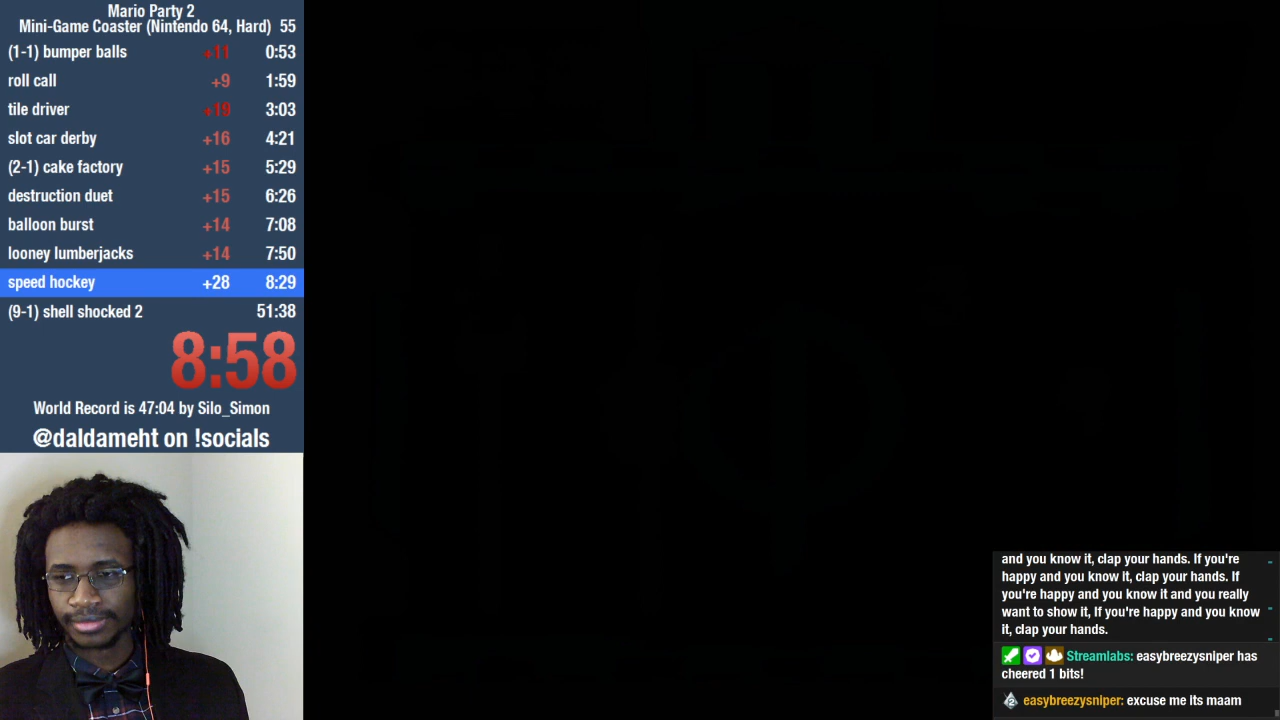 Mario Party 2
Mini-Game Coaster (Nintendo 64, Hard) 55
(1-1) bumper balls +11 0:53
roll call +9 1:59
tile driver +19 3:03
slot car derby +16 4:21
(2-1) cake factory +15 5:29
destruction duet +15 6:26
balloon burst +14 7:08
looney lumberjacks +14 7:50
speed hockey +28 8:29
(9-1) shell shocked 2 51:38
8:58
World Record is 47:04 by Silo_Simon
@daldameht on !socials
and you know it, clap your hands. If you're
happy and you know it, clap your hands. If
you're happy and you know it and you really
want to show it, If you're happy and you know
it, clap your hands.
Streamlabs: easybreezysniper has
cheered 1 bits!
2 easybreezysniper: excuse me its maam